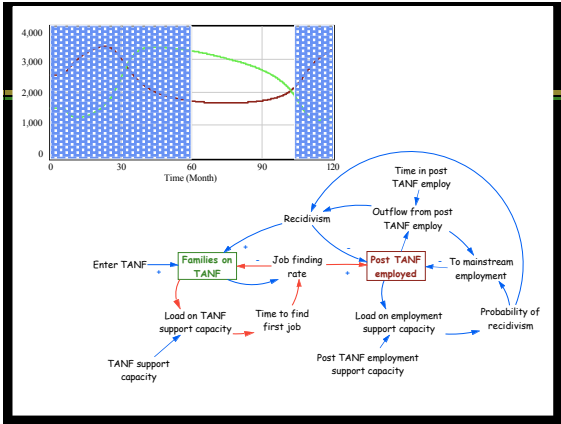 4,000
3,000
2,000
1,000
0
0
30
60
90
120
Time (Month)
Time in post
TANF employ
Recidivism
Outflow from post
TANF employ
+
-
Enter TANF
+
Families on
TANF
-
Job finding
rate
+
Post TANF
employed
-
To mainstream
employment
Load on TANF
support capacity
Time to find
first job
Load on employment
support capacity
Probability of
recidivism
TANF support
capacity
Post TANF employment
support capacity